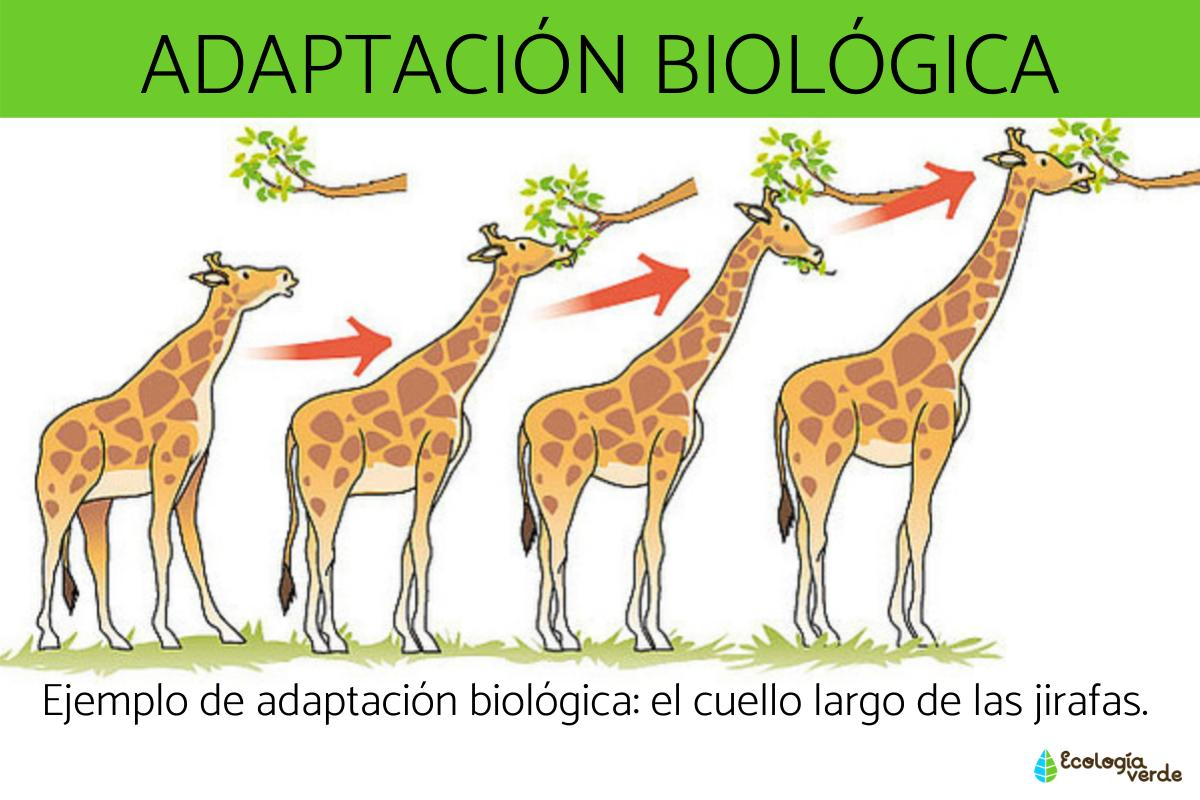 ADAPTACIÓN BIOLÓGICA
Ejemplo de adaptación biológica: el cuello largo de las jirafas.
Ecología
verde